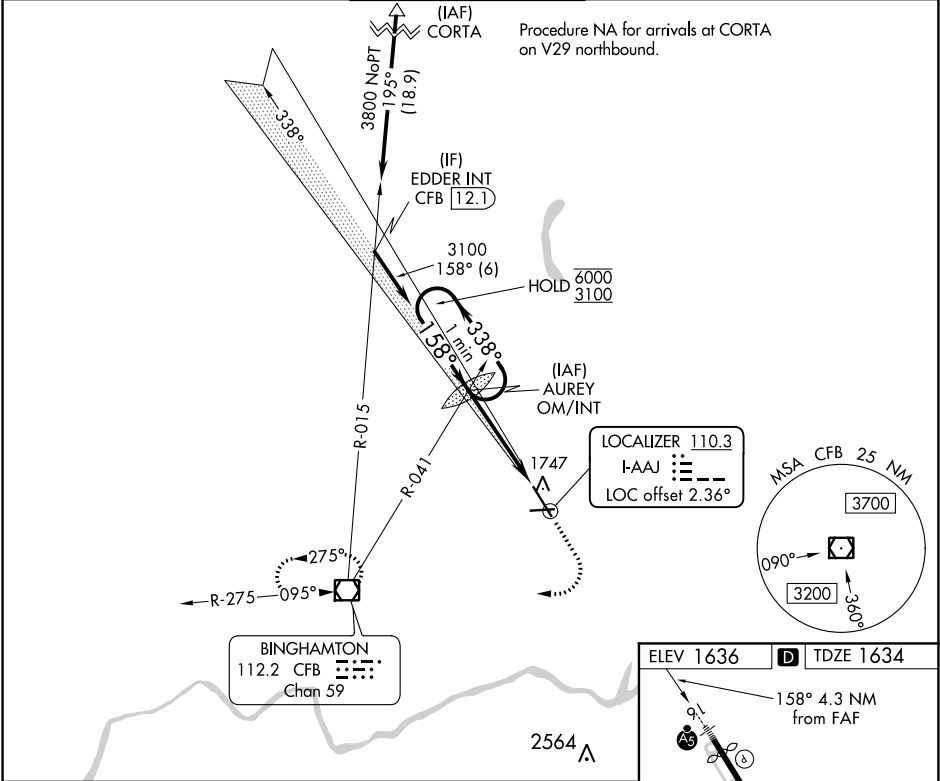 (IAF)
CORTA
Procedure NA for arrivals at CORTA
on V29 northbound.
3800 NoPT
195°
(18.9)
338°
(IF)
EDDER INT
CFB 12.1
3100
158° (6)
HOLD 6000
3100
1 min
338°
158°
(IAF)
AUREY
OM/INT
R-015
R-041
LOCALIZER 110.3
I-AAJ
LOC offset 2.36°
1747
MSA CFB 25 NM
3700
090°
3200
360°
275°
R-275
095°
BINGHAMTON
112.2 CFB
Chan 59
2564
ELEV 1636
D
TDZE 1634
158° 4.3 NM
from FAF
16
A5
P